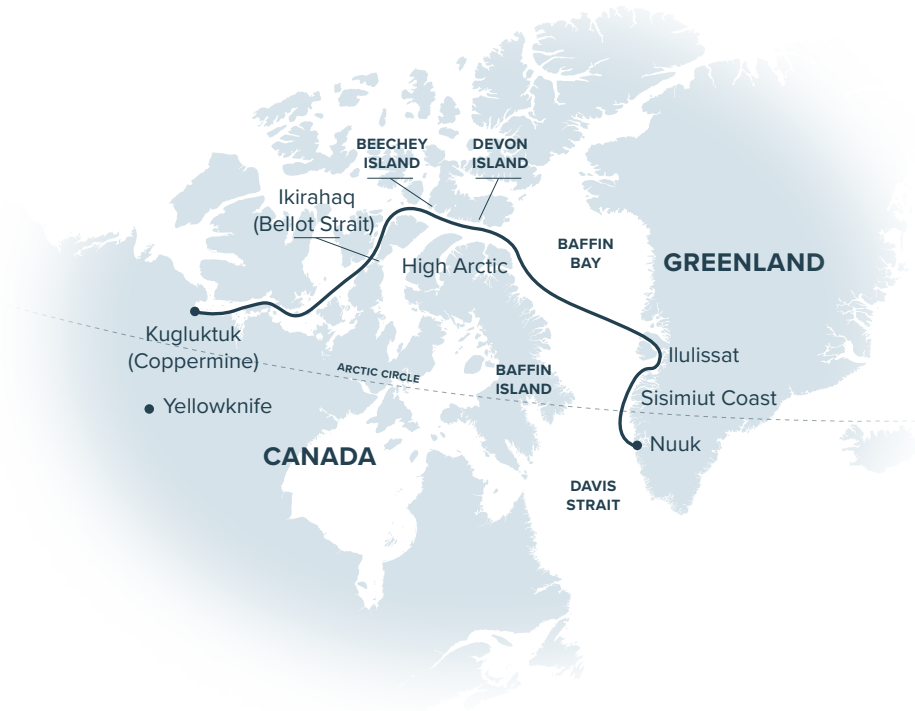 BEECHEY
ISLAND
DEVON
ISLAND
Ikirahaq
(Bellot Strait)
High Arctic
BAFFIN
BAY
GREENLAND
Kugluktuk
(Coppermine)
Ilulissat
ARCTIC CIRCLE
BAFFIN
ISLAND
Sisimiut Coast
Yellowknife
Nuuk
CANADA
DAVIS
STRAIT